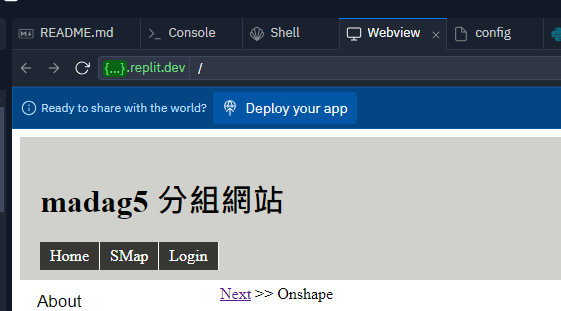 README.md Console Shell Webview config
{...}.replit.dev /
Ready to share with the world? Deploy your app
madag5 分組網站
Home SMap Login
Next >> Onshape
About